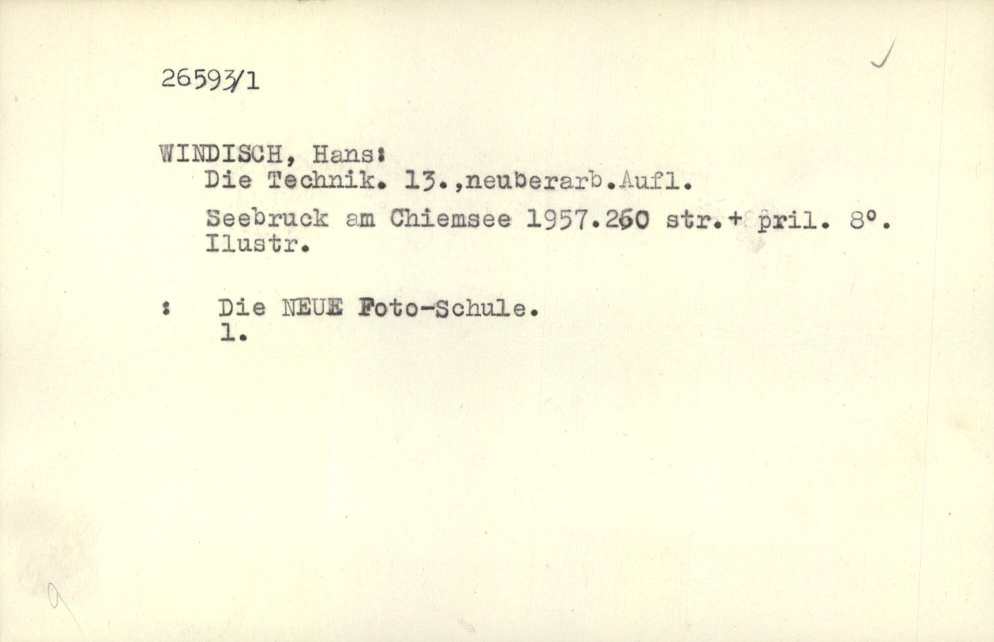 26593/1
WINDISCH, Hans:
Die Technik. 13.,neuberarb.Aufl.
Seebruck am Chiemsee 1957.260 str.+ pril. 8°.
Ilustr.
: Die NEUE Foto-Schule.
1.